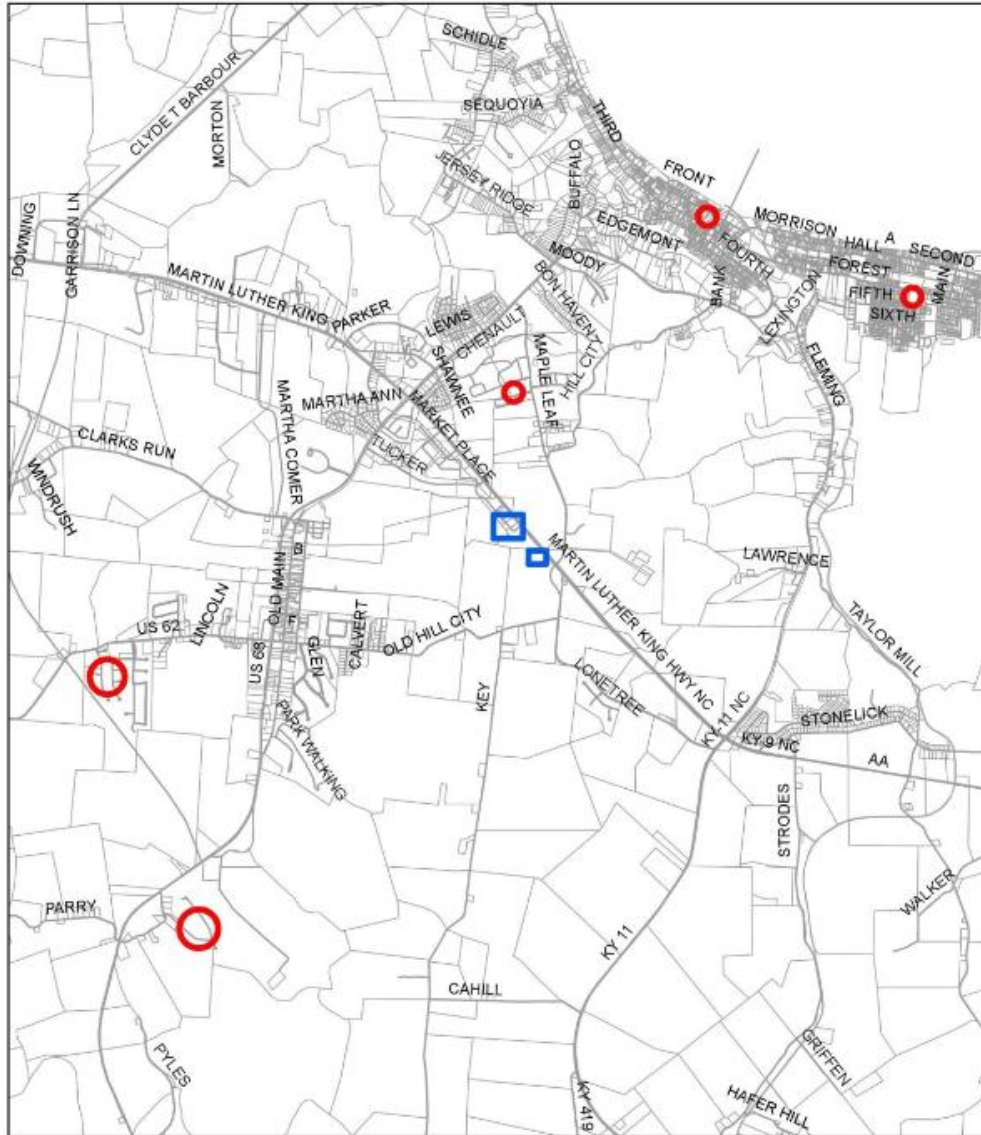 SCHIDLE
CLYDE T BARBOUR
SEQUOYIA
MORTON
THIRD
JERSEY RIDGE
BUFFALO
FRONT
DOWNING
GARRISON LN
EDGEMONT
MORRISON
HALL
A
SECOND
FOURTH
FOREST
MAIN
MOODY
BANK
FIFTH
SIXTH
MARTIN LUTHER KING
PARKER
BON HAVEN
LEXINGTON
LEWIS
CHENAULT
HILL CITY
FLEMING
SHAWNEE
MAPLE LEAF
MARTHA ANN
MARKET PLACE
MARTHA COMER
CLARKS RUN
TUCKER
WINDRUSH
B
OLD MAIN
MARTIN LUTHER KING HWY NC
LAWRENCE
US 62
LINCOLN
F
GLEN
CALVERT
OLD HILL CITY
TAYLOR MILL
US 68
KEY
LONETREE
KY 11 NC
STONELICK
PARK WALKING
KY 9 NC
AA
STRODES
PARRY
WALKER
KY 11
CAHILL
PYLES
GRIFFEN
KY 419
HAFER HILL